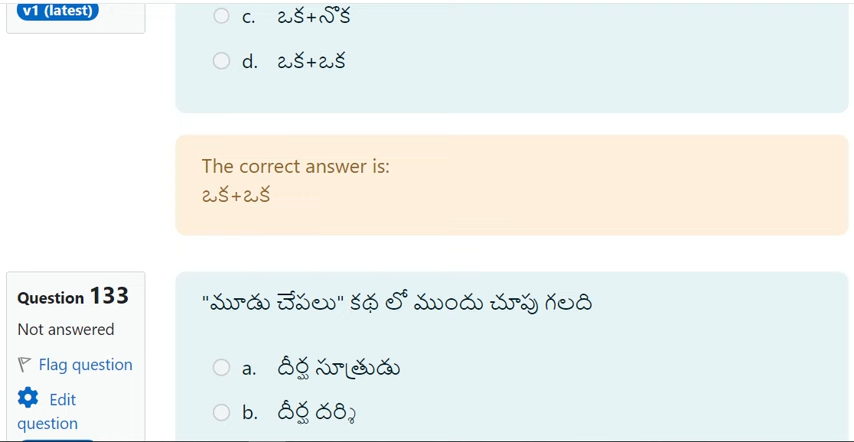 v1 (latest)
c. ఒక+నొక
d. ఒక+ఒక
The correct answer is:
ఒక+ఒక
Question 133
Not answered
Flag question
Edit
question
"మూడు చేపలు" కథ లో ముందు చూపు గలది
a. దీర్ఘ సూత్రుడు
b. దీర్ఘ దర్శి